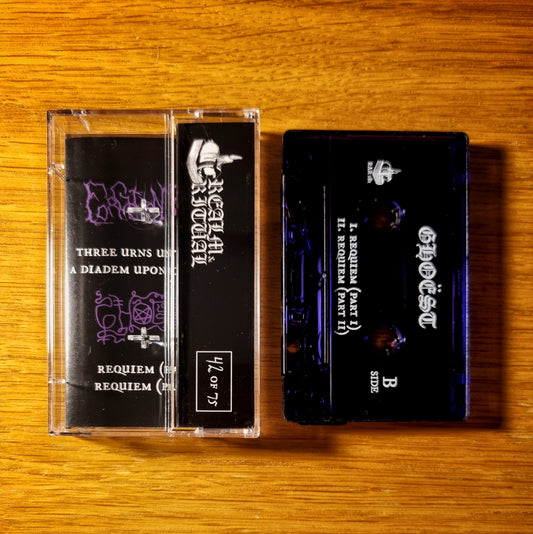 THREE URNS
A DIADEM UPON
REQUIEM
REQUIEM
REALM &
RITUAL
42 OF 75
GHOËST
I. REQUIEM (PART I)
II. REQUIEM (PART II)
B
SIDE